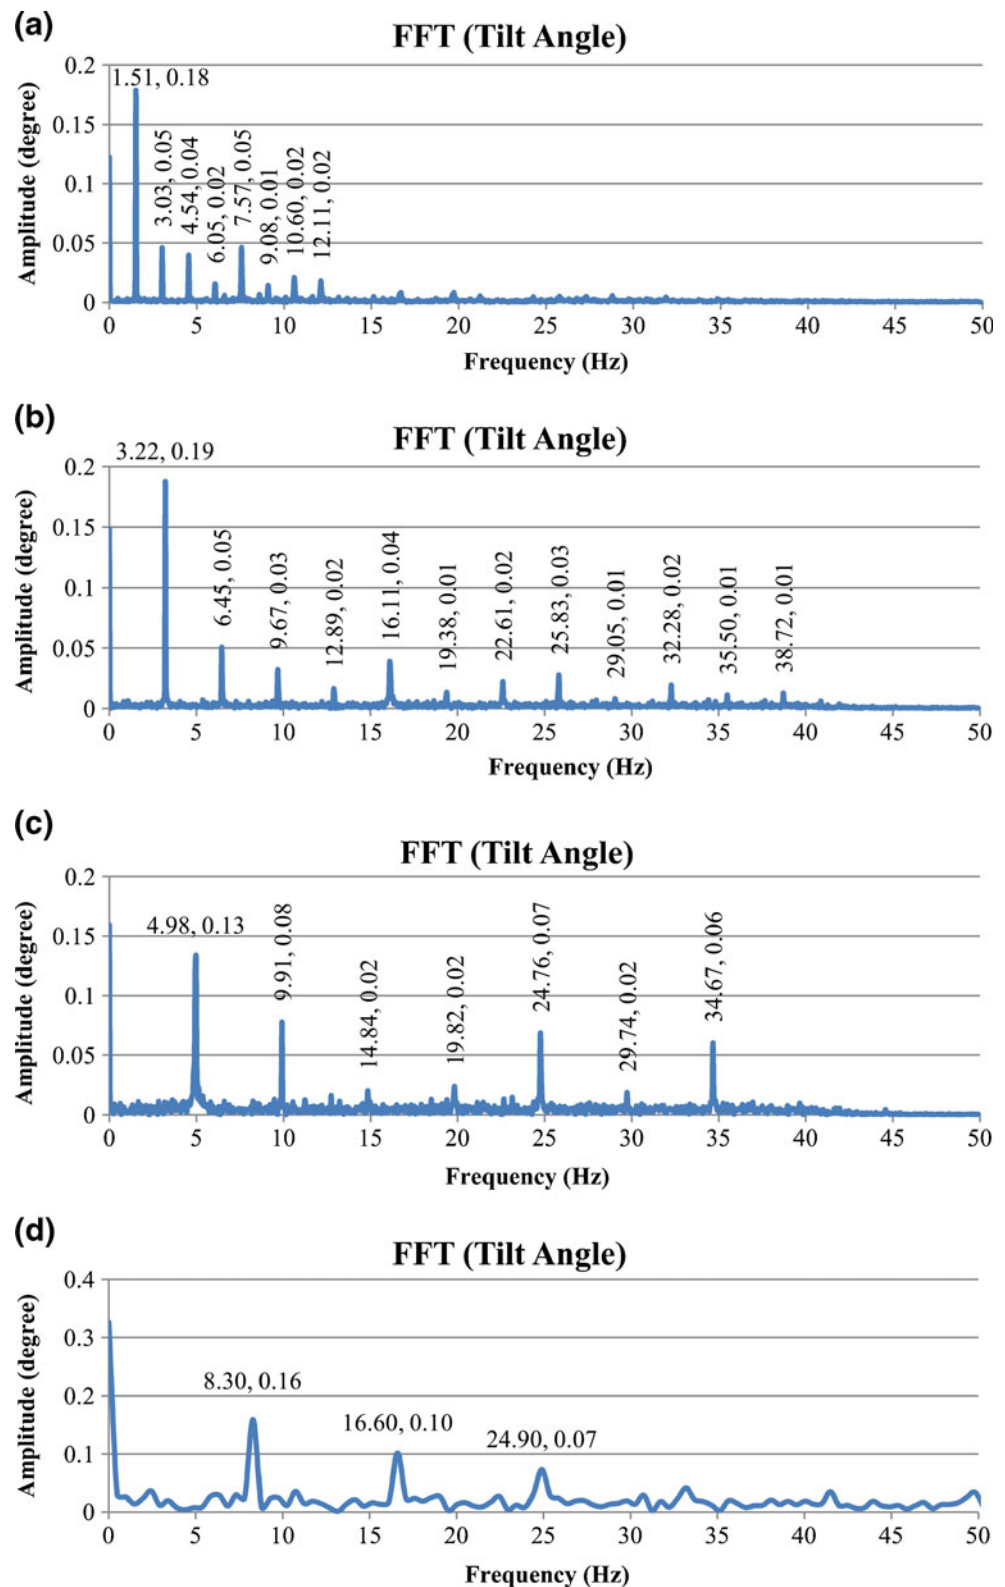 (a)
FFT (Tilt Angle)
Amplitude (degree)
0.2
0.15
0.1
0.05
0
1.51, 0.18
3.03, 0.05
4.54, 0.04
6.05, 0.02
7.57, 0.05
9.08, 0.01
10.60, 0.02
12.11, 0.02
0 5 10 15 20 25 30 35 40 45 50
Frequency (Hz)
(b)
FFT (Tilt Angle)
Amplitude (degree)
0.2
0.15
0.1
0.05
0
3.22, 0.19
6.45, 0.05
9.67, 0.03
12.89, 0.02
16.11, 0.04
19.38, 0.01
22.61, 0.02
25.83, 0.03
29.05, 0.01
32.28, 0.02
35.50, 0.01
38.72, 0.01
0 5 10 15 20 25 30 35 40 45 50
Frequency (Hz)
(c)
FFT (Tilt Angle)
Amplitude (degree)
0.2
0.15
0.1
0.05
0
4.98, 0.13
9.91, 0.08
14.84, 0.02
19.82, 0.02
24.76, 0.07
29.74, 0.02
34.67, 0.06
0 5 10 15 20 25 30 35 40 45 50
Frequency (Hz)
(d)
FFT (Tilt Angle)
Amplitude (degree)
0.4
0.3
0.2
0.1
0
8.30, 0.16
16.60, 0.10
24.90, 0.07
0 5 10 15 20 25 30 35 40 45 50
Frequency (Hz)